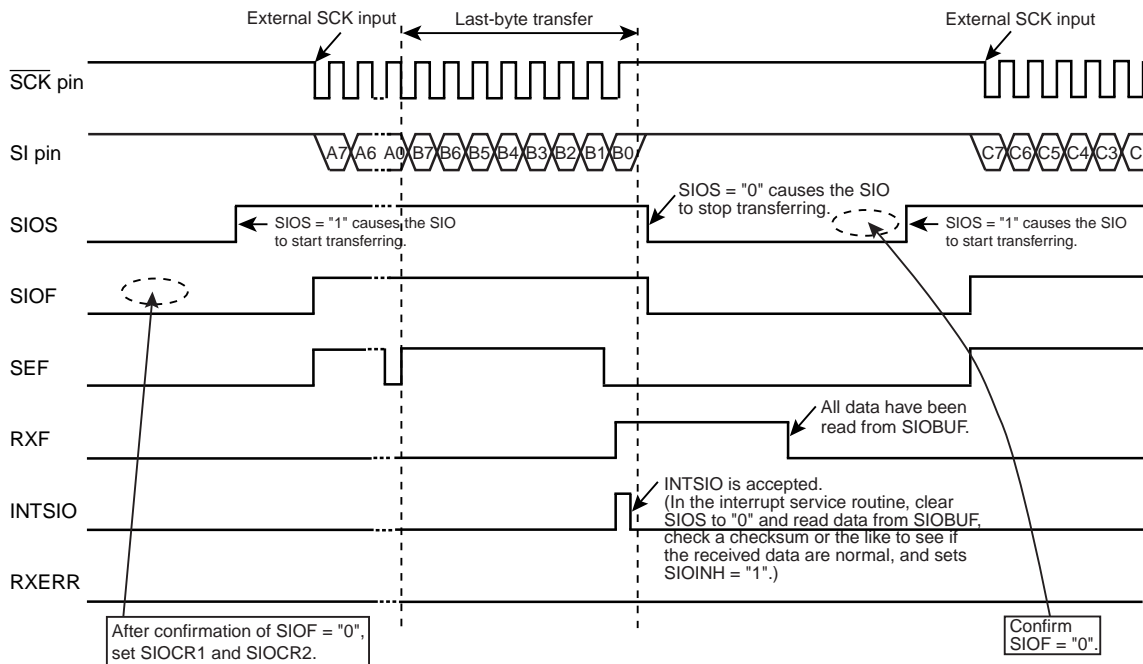 External SCK input
Last-byte transfer
External SCK input
SCK pin
SI pin
A7 A6 A0 B7 B6 B5 B4 B3 B2 B1 B0
C7 C6 C5 C4 C3 C
SIOS
SIOS = "1" causes the SIO
to start transferring.
SIOS = "0" causes the SIO
to stop transferring.
SIOS = "1" causes the SIO
to start transferring.
SIOF
SEF
RXF
All data have been
read from SIOBUF.
INTSIO
INTSIO is accepted.
(In the interrupt service routine, clear
SIOS to "0" and read data from SIOBUF,
check a checksum or the like to see if
the received data are normal, and sets
SIOINH = "1".)
RXERR
After confirmation of SIOF = "0",
set SIOCR1 and SIOCR2.
Confirm
SIOF = "0".